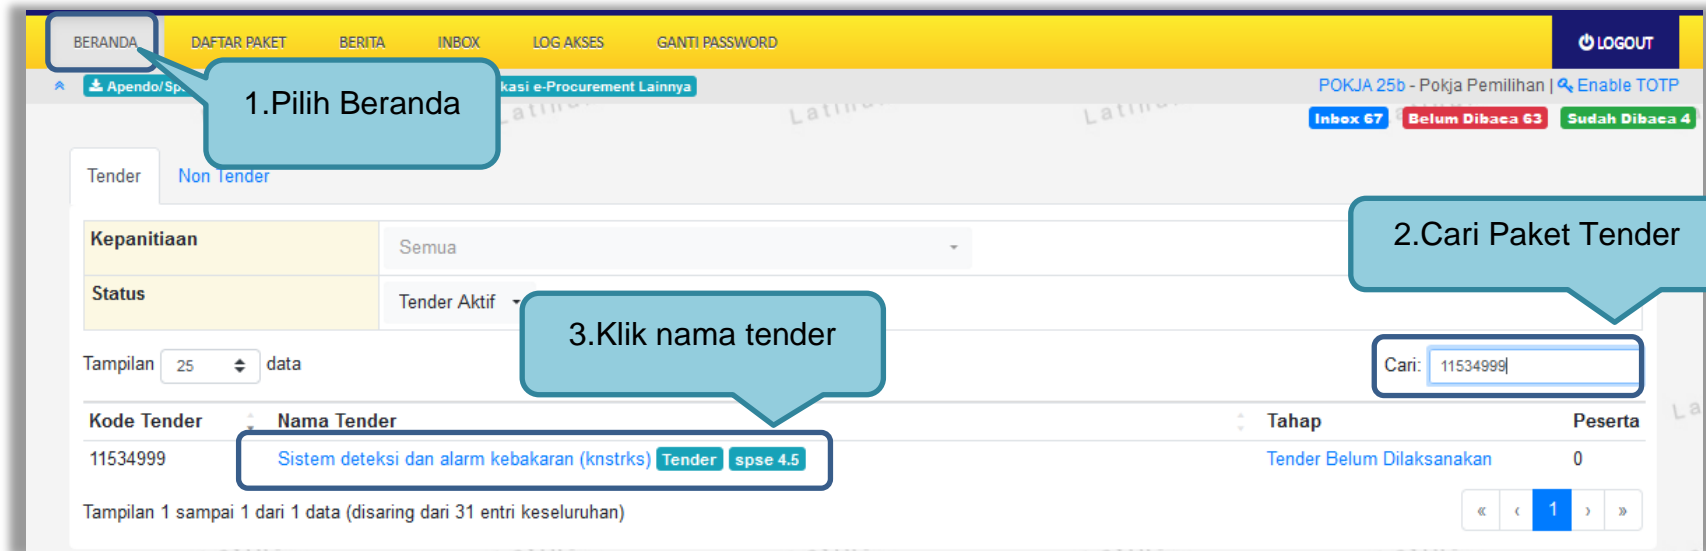 BERANDA DAFTAR PAKET BERITA INBOX LOG AKSES GANTI PASSWORD LOGOUT
Apendo/Sp kasi e-Procurement Lainnya POKJA 25b - Pokja Pemilihan | Enable TOTP
1.Pilih Beranda
Inbox 67 Belum Dibaca 63 Sudah Dibaca 4
Tender Non Tender
Kepanitiaan Semua
2.Cari Paket Tender
Status Tender Aktif
3.Klik nama tender
Tampilan 25 data Cari: 11534999
Kode Tender Nama Tender Tahap Peserta
11534999 Sistem deteksi dan alarm kebakaran (knstrks) Tender spse 4.5 Tender Belum Dilaksanakan 0
Tampilan 1 sampai 1 dari 1 data (disaring dari 31 entri keseluruhan) « ‹ 1 › »